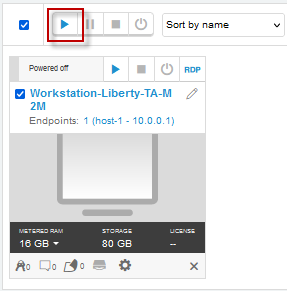 Sort by name
Powered off
RDP
Workstation-Liberty-TA-M
2M
Endpoints: 1 (host-1 - 10.0.0.1)
METERED RAM STORAGE LICENSE
16 GB 80 GB --
0 0 0